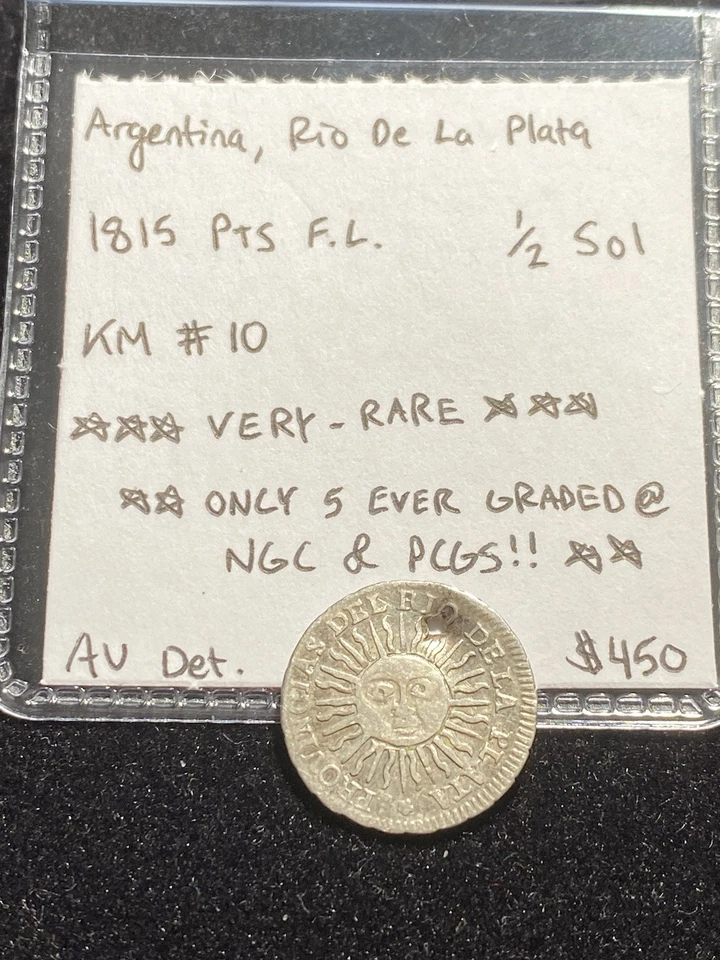 Argentina, Rio De La Plata
1815 PTS F.L. 1/2 Sol
KM # 10
☆☆☆ VERY-RARE ☆☆☆
☆☆ ONLY 5 EVER GRADED @
NGC & PCGS!! ☆☆
AU Det. $450
PROVINCIAS DEL RIO DE LA PLATA